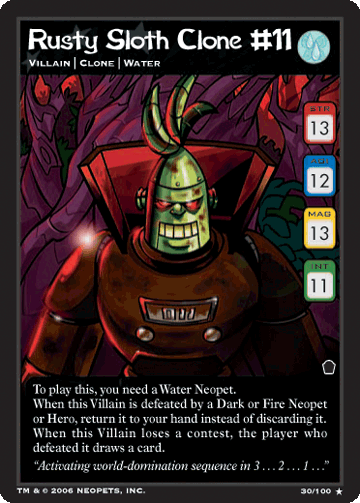 Rusty Sloth Clone #11
VILLAIN | CLONE | WATER
STR
13
AGI
12
MAG
13
INT
11
To play this, you need a Water Neopet.
When this Villain is defeated by a Dark or Fire Neopet
or Hero, return it to your hand instead of discarding it.
When this Villain loses a contest, the player who
defeated it draws a card.
“Activating world-domination sequence in 3 . . . 2 . . . 1 . . .”
TM & © 2006 NEOPETS, INC.
30/100 ★